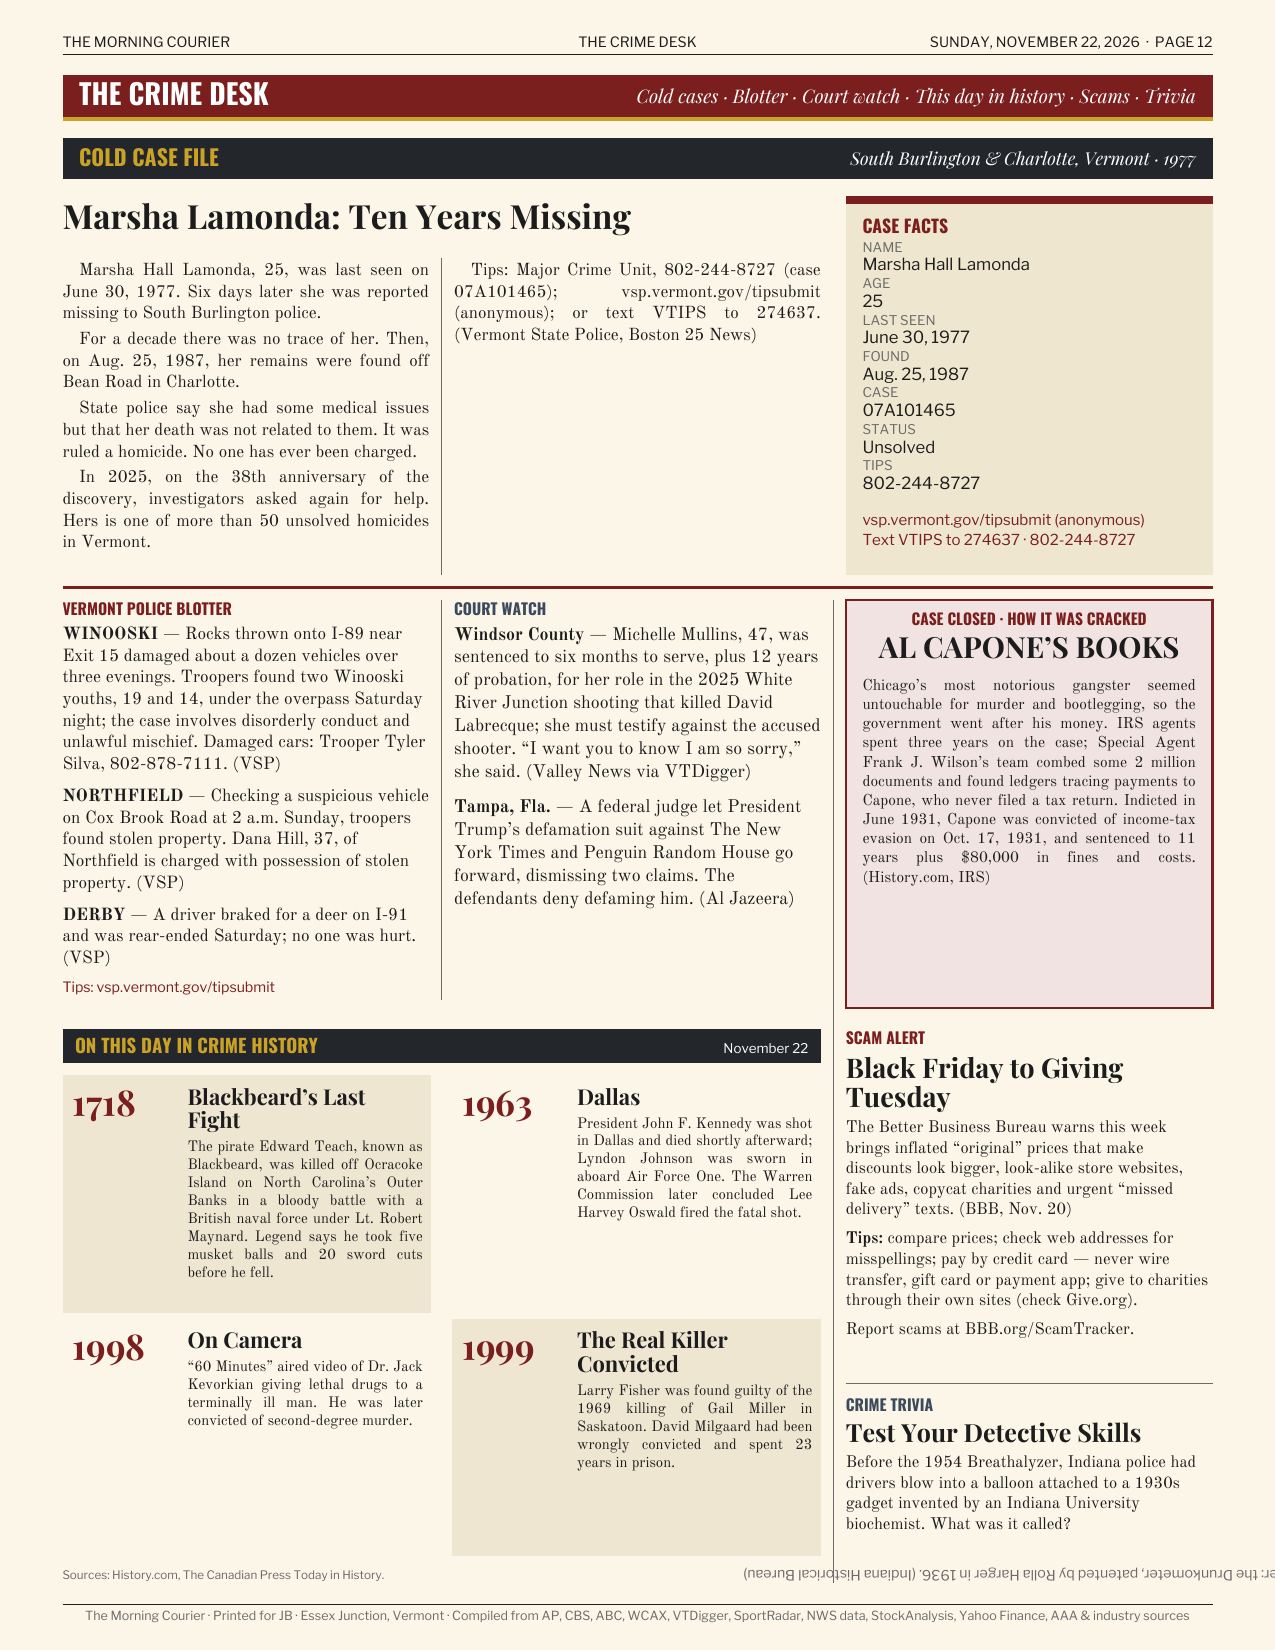 THE MORNING COURIER
THE CRIME DESK
SUNDAY, NOVEMBER 22, 2026 · PAGE 12
THE CRIME DESK
Cold cases · Blotter · Court watch · This day in history · Scams · Trivia
COLD CASE FILE
South Burlington & Charlotte, Vermont · 1977
Marsha Lamonda: Ten Years Missing
Marsha Hall Lamonda, 25, was last seen on
June 30, 1977. Six days later she was reported
missing to South Burlington police.
For a decade there was no trace of her. Then,
on Aug. 25, 1987, her remains were found off
Bean Road in Charlotte.
State police say she had some medical issues
but that her death was not related to them. It was
ruled a homicide. No one has ever been charged.
In 2025, on the 38th anniversary of the
discovery, investigators asked again for help.
Hers is one of more than 50 unsolved homicides
in Vermont.
Tips: Major Crime Unit, 802-244-8727 (case
07A101465); vsp.vermont.gov/tipsubmit
(anonymous); or text VTIPS to 274637.
(Vermont State Police, Boston 25 News)
CASE FACTS
NAME
Marsha Hall Lamonda
AGE
25
LAST SEEN
June 30, 1977
FOUND
Aug. 25, 1987
CASE
07A101465
STATUS
Unsolved
TIPS
802-244-8727
vsp.vermont.gov/tipsubmit (anonymous)
Text VTIPS to 274637 · 802-244-8727
VERMONT POLICE BLOTTER
WINOOSKI — Rocks thrown onto I-89 near
Exit 15 damaged about a dozen vehicles over
three evenings. Troopers found two Winooski
youths, 19 and 14, under the overpass Saturday
night; the case involves disorderly conduct and
unlawful mischief. Damaged cars: Trooper Tyler
Silva, 802-878-7111. (VSP)
NORTHFIELD — Checking a suspicious vehicle
on Cox Brook Road at 2 a.m. Sunday, troopers
found stolen property. Dana Hill, 37, of
Northfield is charged with possession of stolen
property. (VSP)
DERBY — A driver braked for a deer on I-91
and was rear-ended Saturday; no one was hurt.
(VSP)
Tips: vsp.vermont.gov/tipsubmit
COURT WATCH
Windsor County — Michelle Mullins, 47, was
sentenced to six months to serve, plus 12 years
of probation, for her role in the 2025 White
River Junction shooting that killed David
Labrecque; she must testify against the accused
shooter. “I want you to know I am so sorry,”
she said. (Valley News via VTDigger)
Tampa, Fla. — A federal judge let President
Trump’s defamation suit against The New
York Times and Penguin Random House go
forward, dismissing two claims. The
defendants deny defaming him. (Al Jazeera)
CASE CLOSED · HOW IT WAS CRACKED
AL CAPONE’S BOOKS
Chicago’s most notorious gangster seemed
untouchable for murder and bootlegging, so the
government went after his money. IRS agents
spent three years on the case; Special Agent
Frank J. Wilson’s team combed some 2 million
documents and found ledgers tracing payments to
Capone, who never filed a tax return. Indicted in
June 1931, Capone was convicted of income-tax
evasion on Oct. 17, 1931, and sentenced to 11
years plus $80,000 in fines and costs.
(History.com, IRS)
ON THIS DAY IN CRIME HISTORY
November 22
1718
Blackbeard’s Last
Fight
The pirate Edward Teach, known as
Blackbeard, was killed off Ocracoke
Island on North Carolina’s Outer
Banks in a bloody battle with a
British naval force under Lt. Robert
Maynard. Legend says he took five
musket balls and 20 sword cuts
before he fell.
1963
Dallas
President John F. Kennedy was shot
in Dallas and died shortly afterward;
Lyndon Johnson was sworn in
aboard Air Force One. The Warren
Commission later concluded Lee
Harvey Oswald fired the fatal shot.
1998
On Camera
“60 Minutes” aired video of Dr. Jack
Kevorkian giving lethal drugs to a
terminally ill man. He was later
convicted of second-degree murder.
1999
The Real Killer
Convicted
Larry Fisher was found guilty of the
1969 killing of Gail Miller in
Saskatoon. David Milgaard had been
wrongly convicted and spent 23
years in prison.
Sources: History.com, The Canadian Press Today in History.
SCAM ALERT
Black Friday to Giving
Tuesday
The Better Business Bureau warns this week
brings inflated “original” prices that make
discounts look bigger, look-alike store websites,
fake ads, copycat charities and urgent “missed
delivery” texts. (BBB, Nov. 20)
Tips: compare prices; check web addresses for
misspellings; pay by credit card — never wire
transfer, gift card or payment app; give to charities
through their own sites (check Give.org).
Report scams at BBB.org/ScamTracker.
CRIME TRIVIA
Test Your Detective Skills
Before the 1954 Breathalyzer, Indiana police had
drivers blow into a balloon attached to a 1930s
gadget invented by an Indiana University
biochemist. What was it called?
er: the Drunkometer, patented by Rolla Harger in 1936. (Indiana Historical Bureau)
The Morning Courier · Printed for JB · Essex Junction, Vermont · Compiled from AP, CBS, ABC, WCAX, VTDigger, SportRadar, NWS data, StockAnalysis, Yahoo Finance, AAA & industry sources